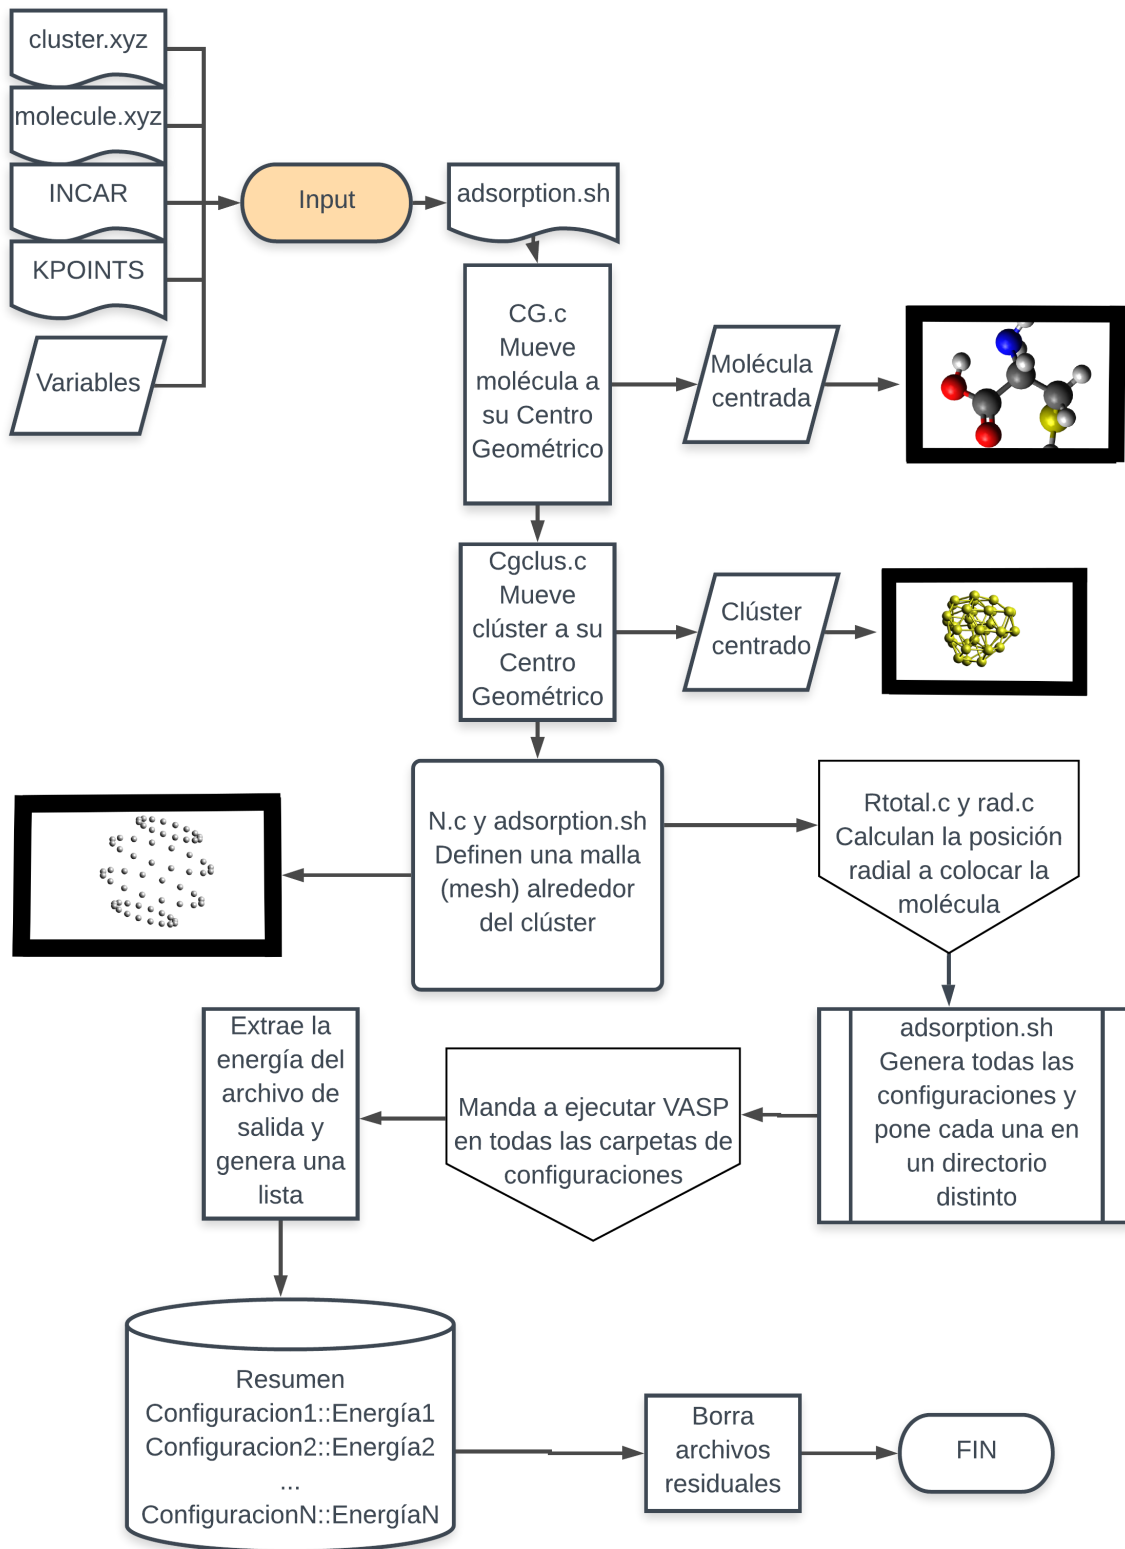 cluster.xyz
molecule.xyz
INCAR
KPOINTS
Variables
Input
adsorption.sh
CG.c
Mueve
molécula a
su Centro
Geométrico
Molécula
centrada
Cgclus.c
Mueve
clúster a su
Centro
Geométrico
Clúster
centrado
N.c y adsorption.sh
Definen una malla
(mesh) alrededor
del clúster
Rtotal.c y rad.c
Calculan la posición
radial a colocar la
molécula
adsorption.sh
Genera todas las
configuraciones y
pone cada una en
un directorio
distinto
Manda a ejecutar VASP
en todas las carpetas de
configuraciones
Extrae la
energía del
archivo de
salida y
genera una
lista
Resumen
Configuracion1::Energía1
Configuracion2::Energía2
...
ConfiguracionN::EnergíaN
Borra
archivos
residuales
FIN